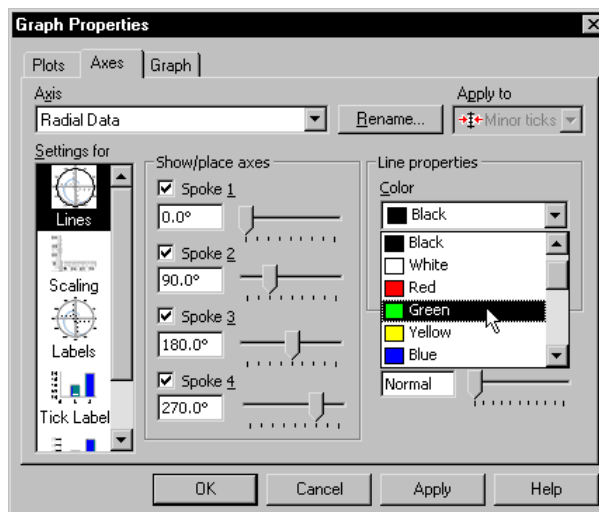 Graph Properties
Plots
Axes
Graph
Axis
Radial Data
Rename...
Apply to
Minor ticks
Settings for
Lines
Scaling
Labels
Tick Label
Show/place axes
Spoke 1
0.0°
Spoke 2
90.0°
Spoke 3
180.0°
Spoke 4
270.0°
Line properties
Color
Black
Black
White
Red
Green
Yellow
Blue
Normal
OK
Cancel
Apply
Help